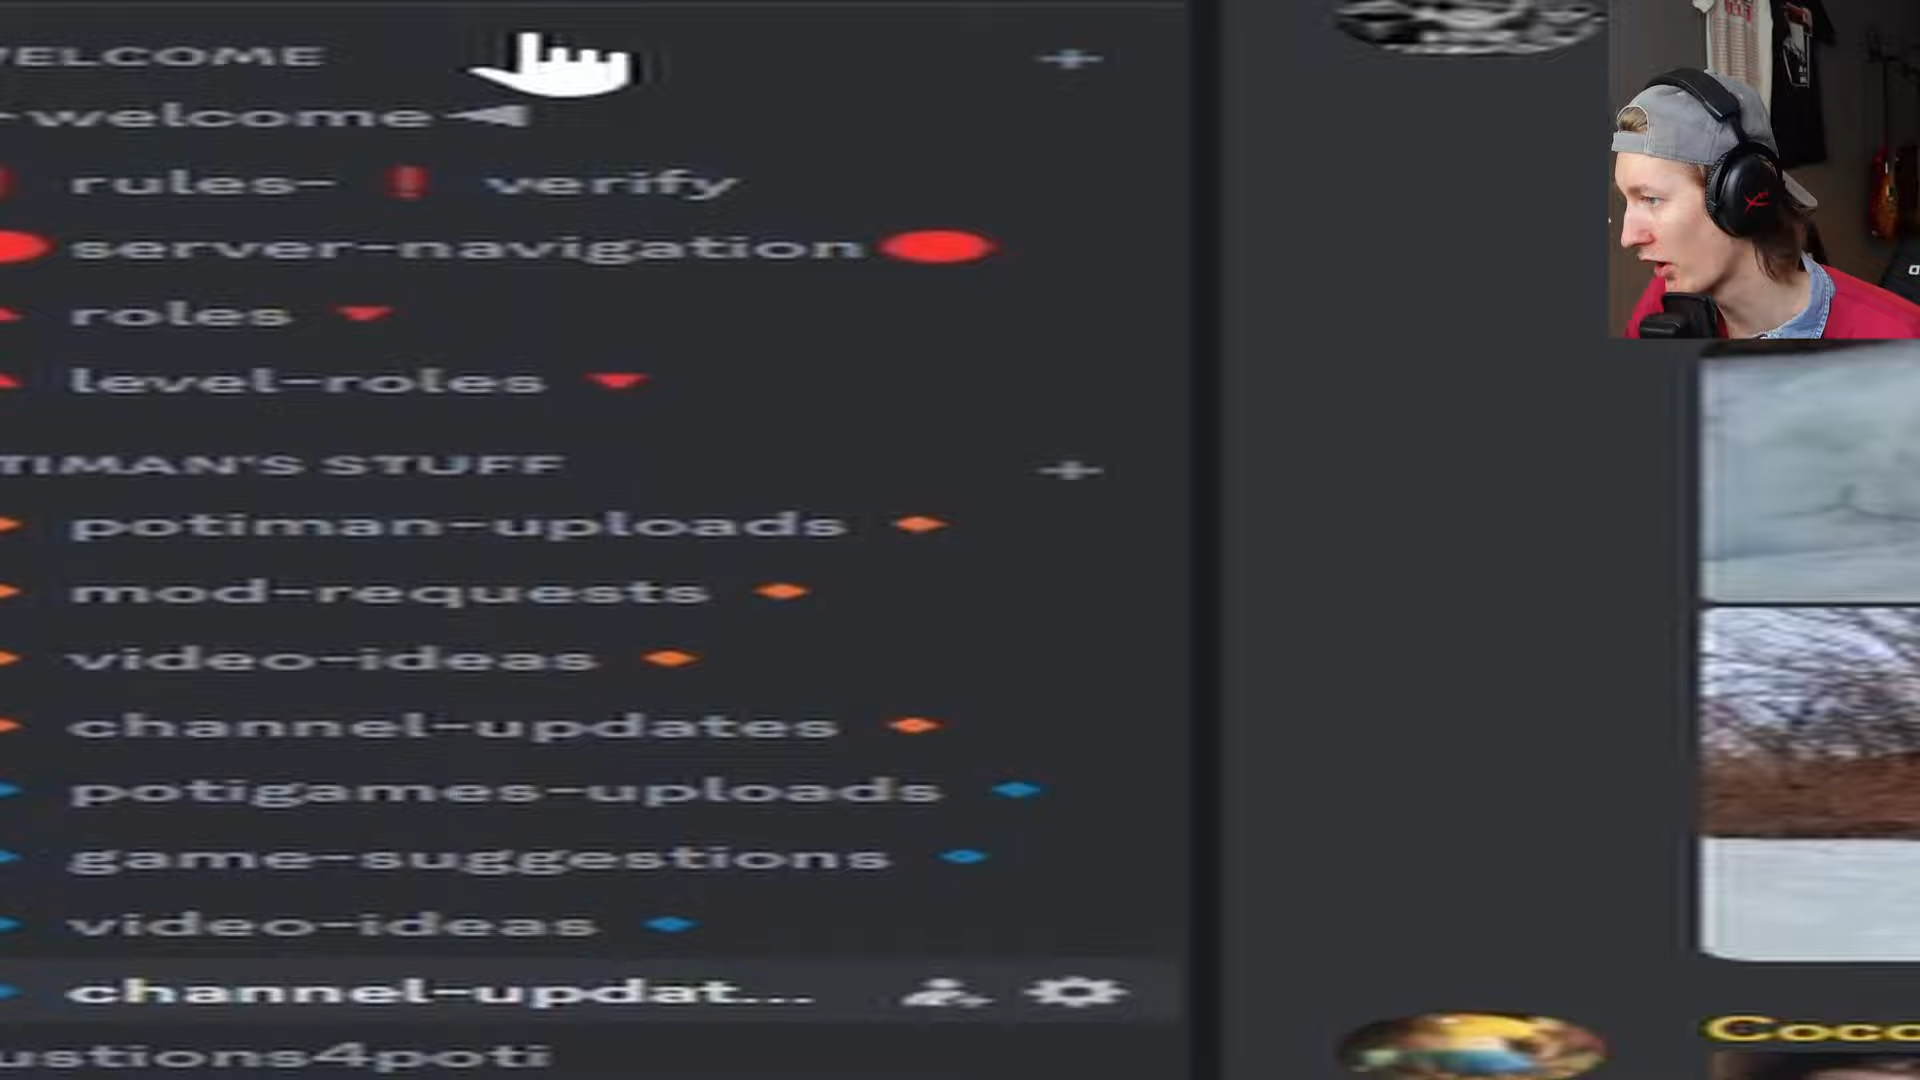 WELCOME
-welcome
rules- verify
server-navigation
roles
level-roles
TIMAN'S STUFF
potiman-uploads
mod-requests
video-ideas
channel-updates
potigames-uploads
game-suggestions
video-ideas
channel-updat...
ustions4poti
Coco